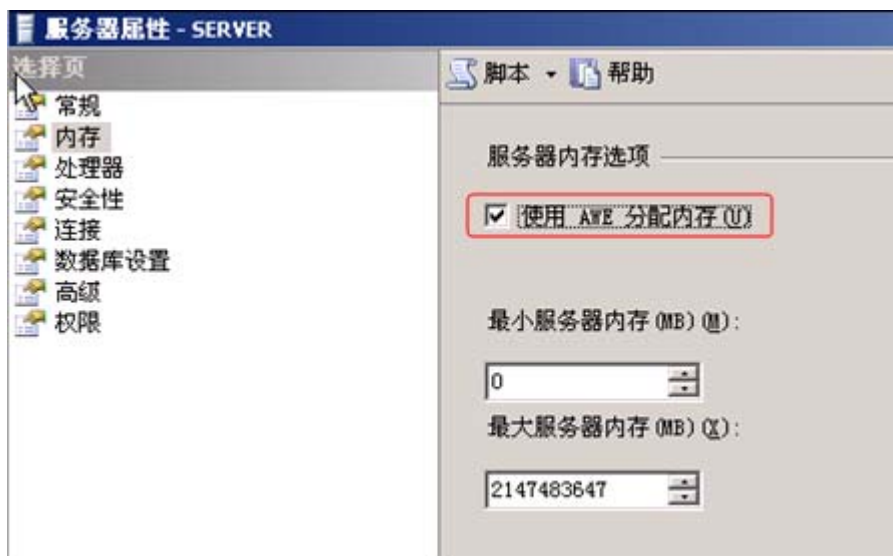 服务器属性 - SERVER
选择页
常规
内存
处理器
安全性
连接
数据库设置
高级
权限
脚本
帮助
服务器内存选项
使用 AWE 分配内存(U)
最小服务器内存(MB)(M):
0
最大服务器内存(MB)(X):
2147483647